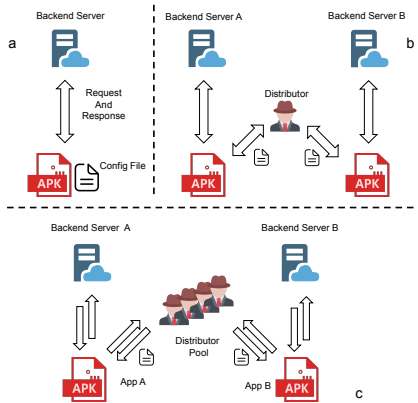 Backend Server
a
Request
And
Response
Config File
APK
Backend Server A
Backend Server B
b
Distributor
APK
APK
Backend Server A
Backend Server B
Distributor
Pool
App A
App B
APK
APK
c